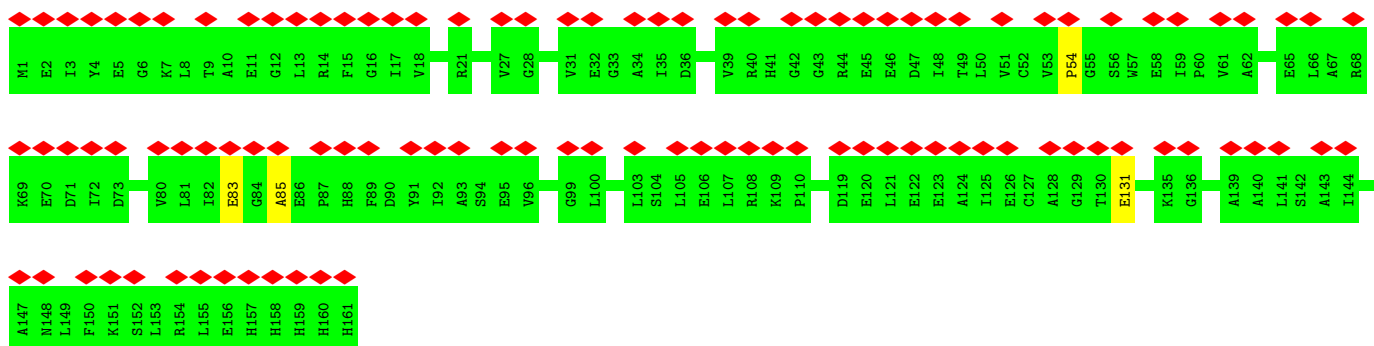 M1 E2 I3 Y4 E5 G6 K7 L8 T9 A10 E11 G12 L13 R14 F15 G16 I17 V18 R21 V27 G28 V31 E32 G33 A34 I35 D36 V39 R40 H41 G42 G43 R44 E45 E46 D47 I48 T49 L50 V51 C52 V53 P54 G55 S56 W57 E58 I59 P60 V61 A62 E65 L66 A67 R68
K69 E70 D71 I72 D73 V80 L81 I82 E83 G84 A85 E86 P87 H88 F89 D90 Y91 I92 A93 S94 E95 V96 G99 L100 L103 S104 L105 E106 L107 R108 K109 P110 D119 E120 L121 E122 E123 A124 I125 E126 C127 A128 G129 T130 E131 K135 G136 A139 A140 L141 S142 A143 I144
A147 N148 L149 F150 K151 S152 L153 R154 L155 E156 H157 H158 H159 H160 H161